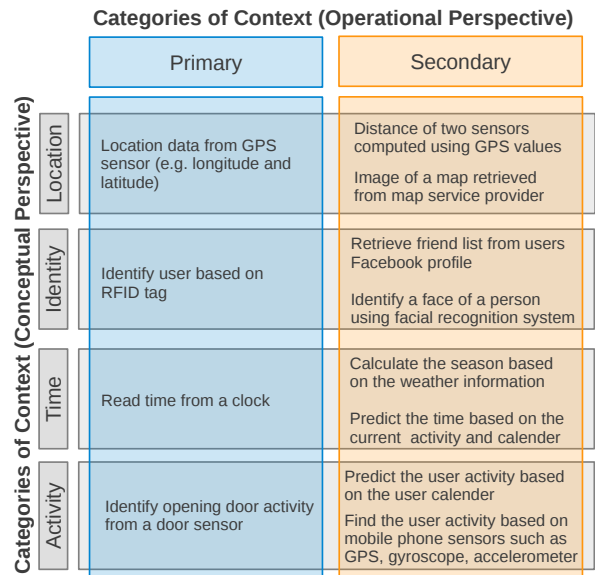 Categories of Context (Operational Perspective)
Primary
Secondary
Categories of Context (Conceptual Perspective)
Location
Location data from GPS
sensor (e.g. longitude and
latitude)
Distance of two sensors
computed using GPS values
Image of a map retrieved
from map service provider
Identity
Identify user based on
RFID tag
Retrieve friend list from users
Facebook profile
Identify a face of a person
using facial recognition system
Time
Read time from a clock
Calculate the season based
on the weather information
Predict the time based on the
current activity and calender
Activity
Identify opening door activity
from a door sensor
Predict the user activity based
on the user calender
Find the user activity based on
mobile phone sensors such as
GPS, gyroscope, accelerometer